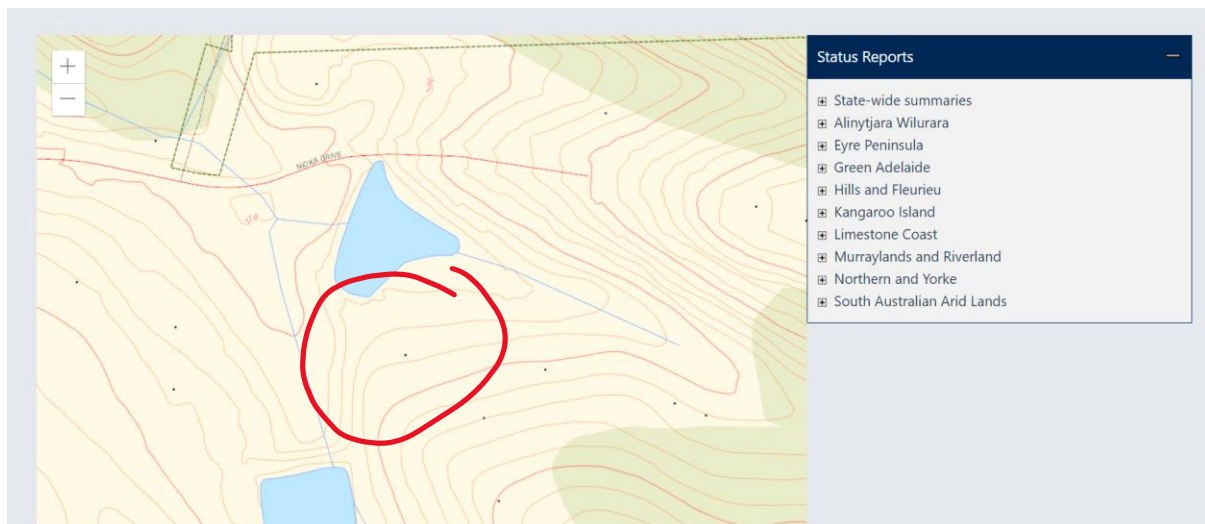 +
−
NICKA DRIVE
Status Reports
−
State-wide summaries
Alinytjara Wilurara
Eyre Peninsula
Green Adelaide
Hills and Fleurieu
Kangaroo Island
Limestone Coast
Murraylands and Riverland
Northern and Yorke
South Australian Arid Lands